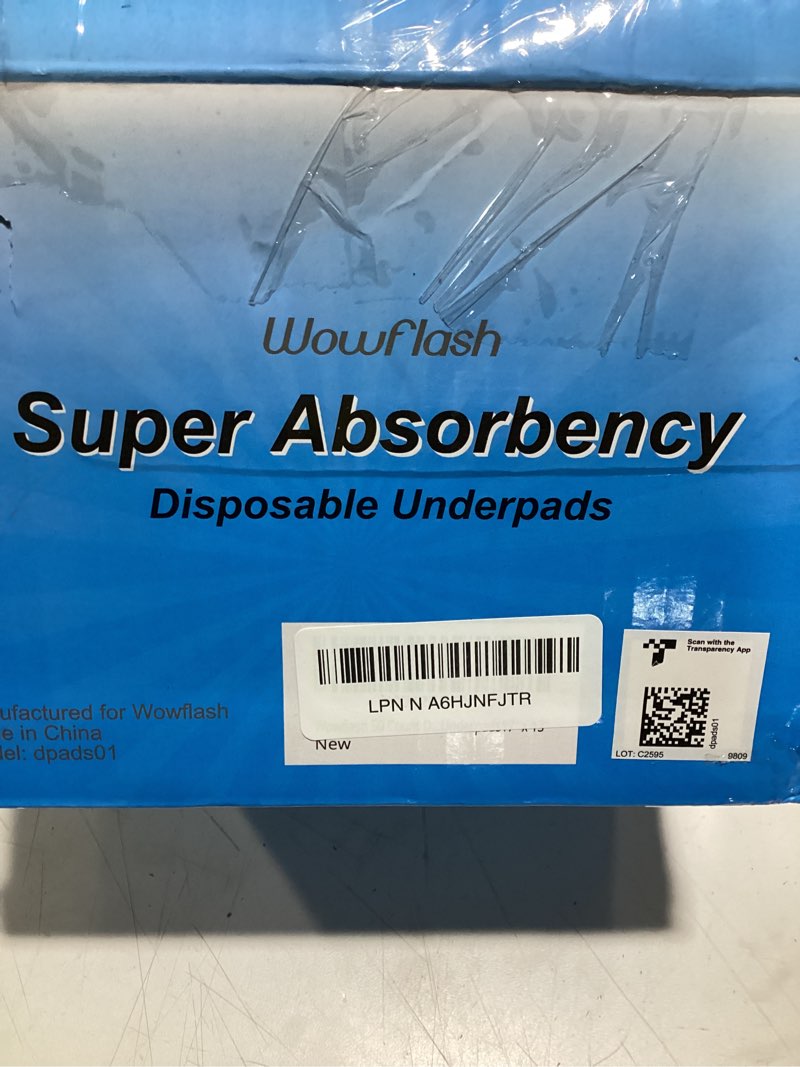 Wowflash
Super Absorbency
Disposable Underpads
Scan with the
Transparency App
LPN N A6HJNFJTR
New
dpads01
LOT: C2595
9809
ufactured for Wowflash
e in China
el: dpads01